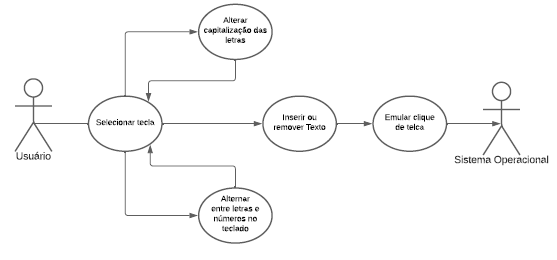 Alterar
capitalização das
letras
Selecionar tecla
Inserir ou
remover Texto
Emular clique
de telca
Usuário
Sistema Operacional
Alternar
entre letras e
números no
teclado